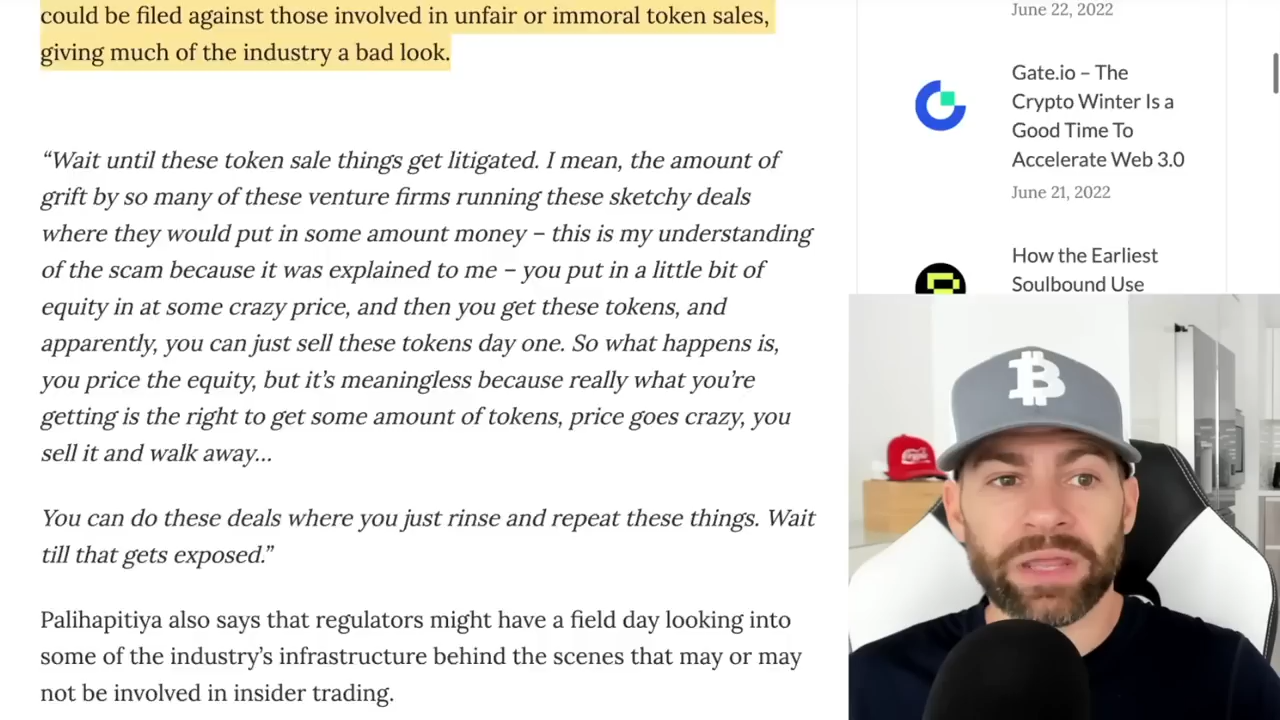 could be filed against those involved in unfair or immoral token sales,
giving much of the industry a bad look.
“Wait until these token sale things get litigated. I mean, the amount of
grift by so many of these venture firms running these sketchy deals
where they would put in some amount money – this is my understanding
of the scam because it was explained to me – you put in a little bit of
equity in at some crazy price, and then you get these tokens, and
apparently, you can just sell these tokens day one. So what happens is,
you price the equity, but it’s meaningless because really what you’re
getting is the right to get some amount of tokens, price goes crazy, you
sell it and walk away…
You can do these deals where you just rinse and repeat these things. Wait
till that gets exposed.”
Palihapitiya also says that regulators might have a field day looking into
some of the industry’s infrastructure behind the scenes that may or may
not be involved in insider trading.
June 22, 2022
Gate.io – The
Crypto Winter Is a
Good Time To
Accelerate Web 3.0
June 21, 2022
How the Earliest
Soulbound Use